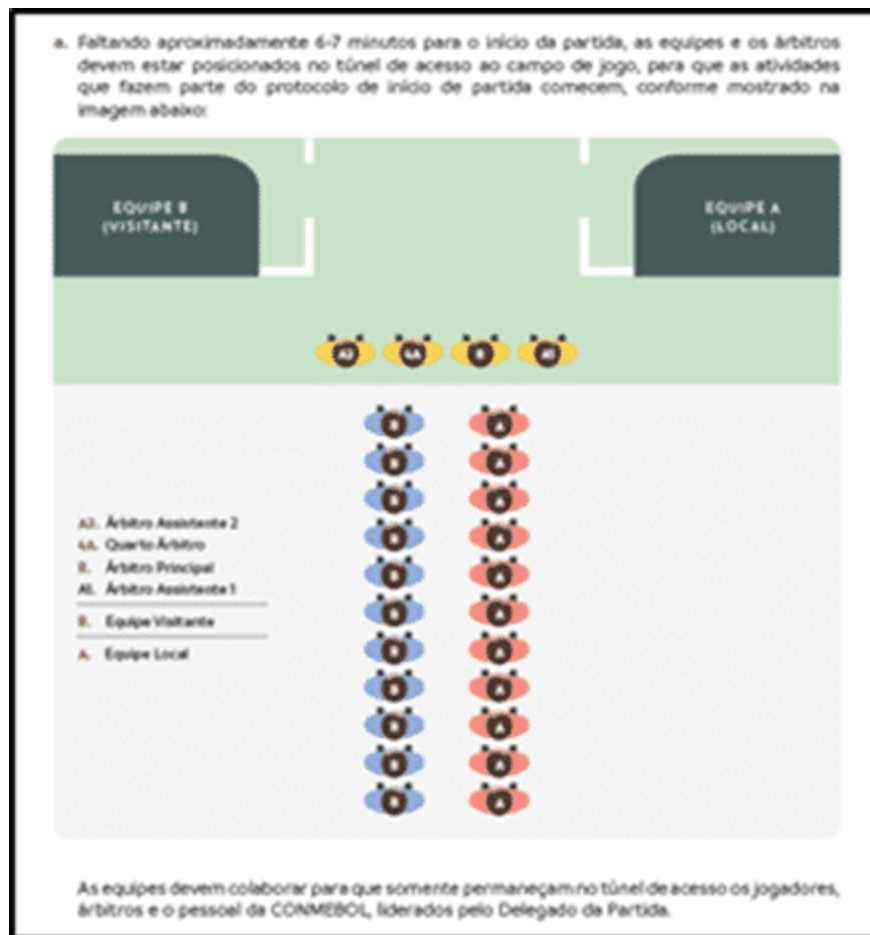 a. Faltando aproximadamente 6-7 minutos para o início da partida, as equipes e os árbitros
devem estar posicionados no túnel de acesso ao campo de jogo, para que as atividades
que fazem parte do protocolo de início de partida comecem, conforme mostrado na
imagem abaixo:
EQUIPE B
(VISITANTE)
EQUIPE A
(LOCAL)
A2 4A R A1
B A
B A
B A
B A
B A
B A
B A
B A
B A
B A
B A
A2. Árbitro Assistente 2
4A. Quarto Árbitro
R. Árbitro Principal
A1. Árbitro Assistente 1
B. Equipe Visitante
A. Equipe Local
As equipes devem colaborar para que somente permaneçam no túnel de acesso os jogadores,
árbitros e o pessoal da CONMEBOL, liderados pelo Delegado da Partida.